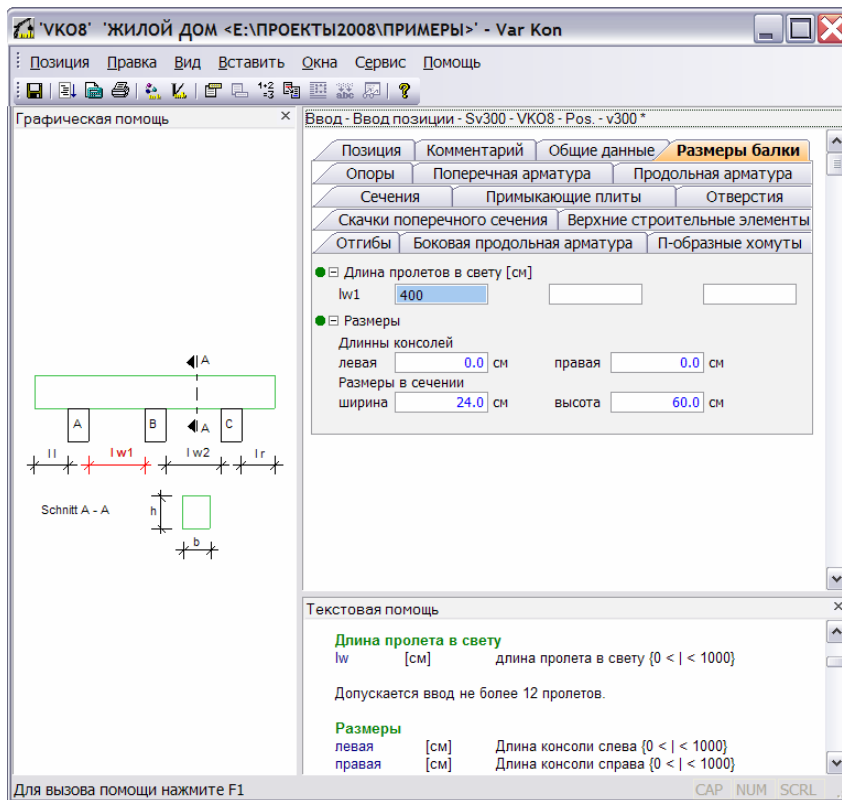 'VKO8' 'ЖИЛОЙ ДОМ <E:\ПРОЕКТЫ2008\ПРИМЕРЫ>' - Var Kon
Позиция Правка Вид Вставить Окна Сервис Помощь
Графическая помощь
A
A
A B C
l l l w1 l w2 l r
Schnitt A - A h
b
Ввод - Ввод позиции - Sv300 - VKO8 - Pos. - v300 *
Позиция Комментарий Общие данные Размеры балки
Опоры Поперечная арматура Продольная арматура
Сечения Примыкающие плиты Отверстия
Скачки поперечного сечения Верхние строительные элементы
Отгибы Боковая продольная арматура П-образные хомуты
Длина пролетов в свету [см]
lw1 400
Размеры
Длинны консолей
левая 0.0 см правая 0.0 см
Размеры в сечении
ширина 24.0 см высота 60.0 см
Текстовая помощь
Длина пролета в свету
lw [см] длина пролета в свету {0 < | < 1000}
Допускается ввод не более 12 пролетов.
Размеры
левая [см] Длина консоли слева {0 < | < 1000}
правая [см] Длина консоли справа {0 < | < 1000}
Для вызова помощи нажмите F1 CAP NUM SCRL